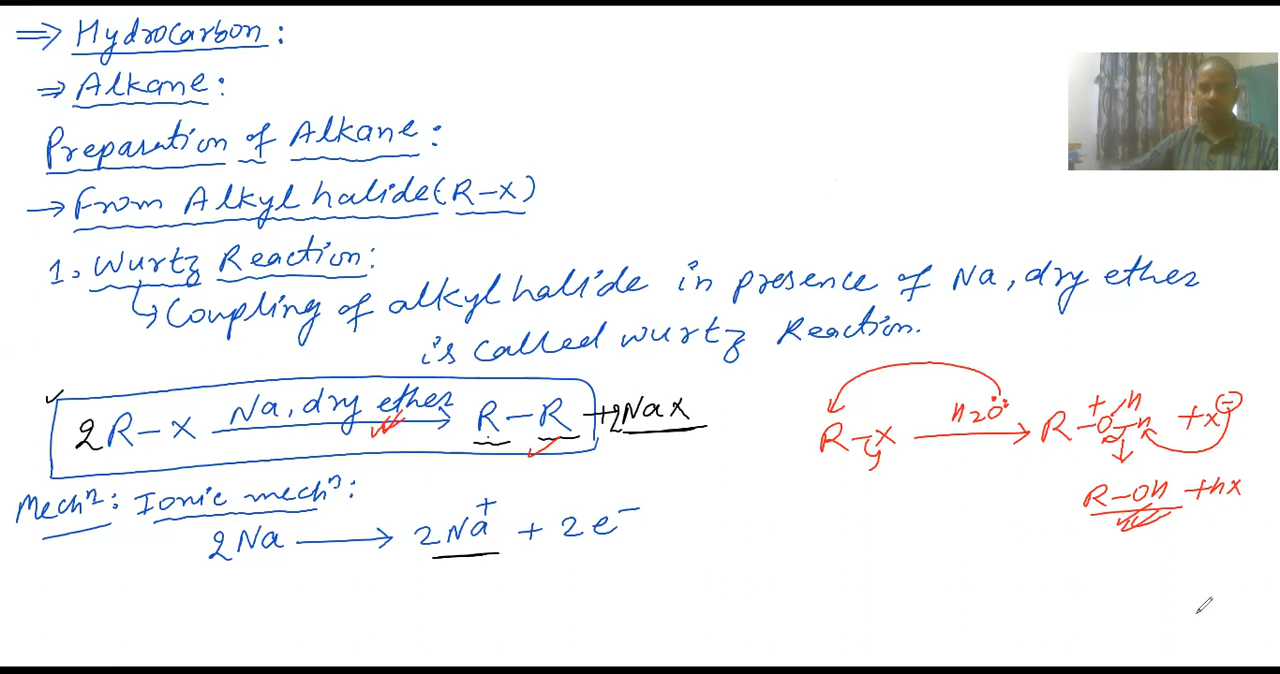 ⇒ Hydrocarbon:
⇒ Alkane:
Preparation of Alkane:
→ From Alkyl halide (R-X)
1. Wurtz Reaction:
↳ Coupling of alkyl halide in presence of Na, dry ether
is called wurtz Reaction.
2R-X Na, dry ether → R-R + 2NaX
R-X H2O → R-O-H + X⊖
+ H
R-OH + HX
Mechⁿ: Ionic mechⁿ:
2Na → 2Na⁺ + 2e⁻